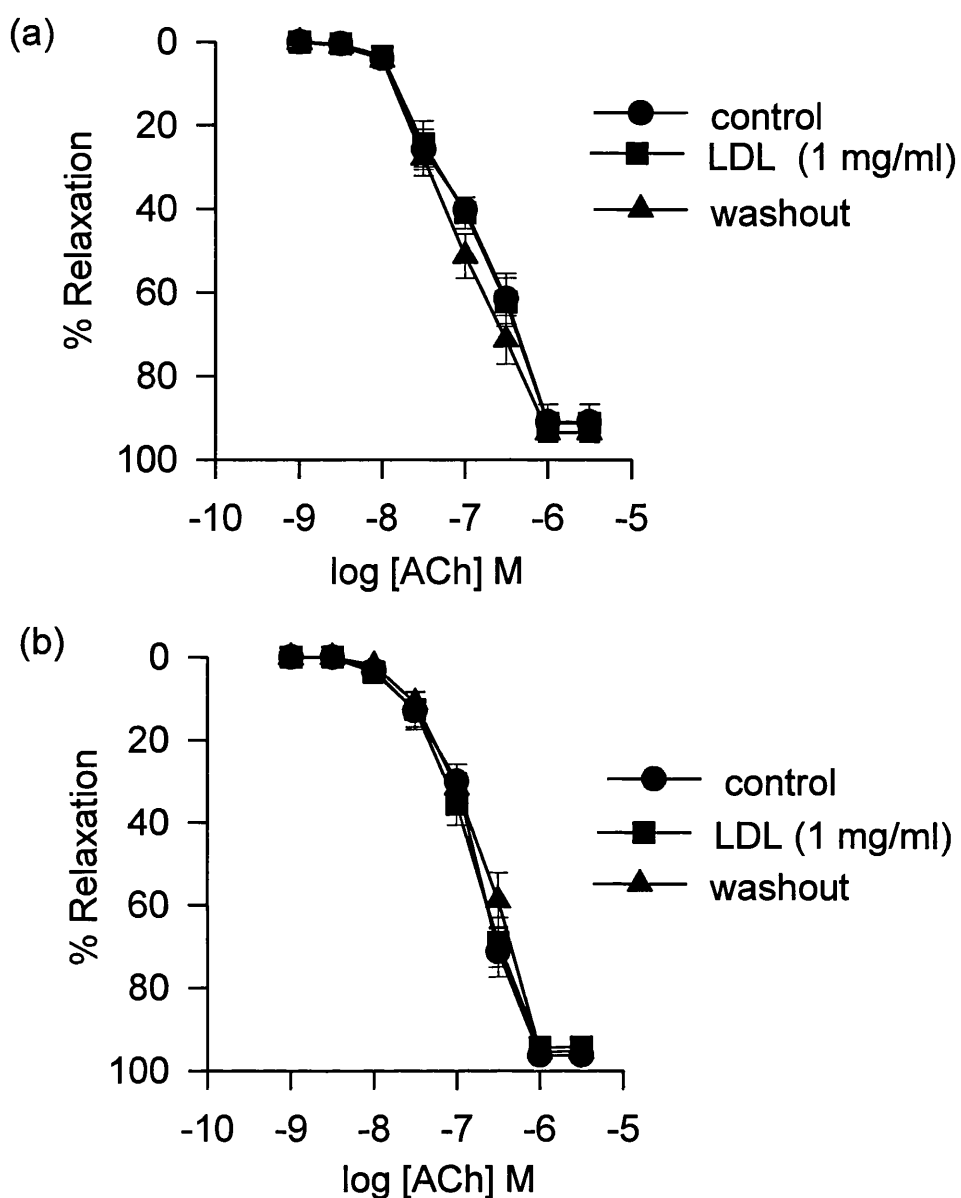 (a)
% Relaxation
0
20
40
60
80
100
-10 -9 -8 -7 -6 -5
log [ACh] M
control
LDL (1 mg/ml)
washout
(b)
% Relaxation
0
20
40
60
80
100
-10 -9 -8 -7 -6 -5
log [ACh] M
control
LDL (1 mg/ml)
washout